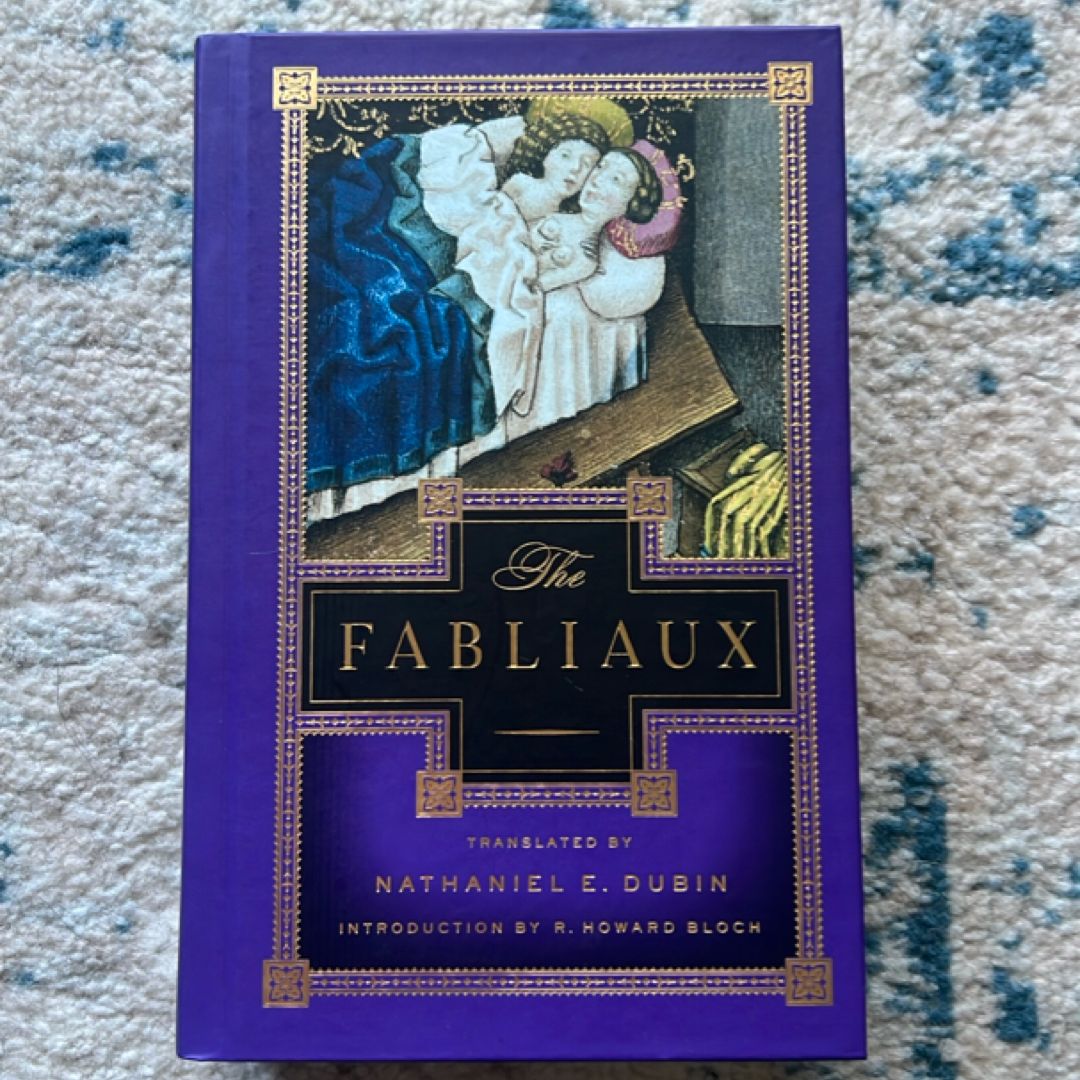 The
FABLIAUX
TRANSLATED BY
NATHANIEL E. DUBIN
INTRODUCTION BY R. HOWARD BLOCH